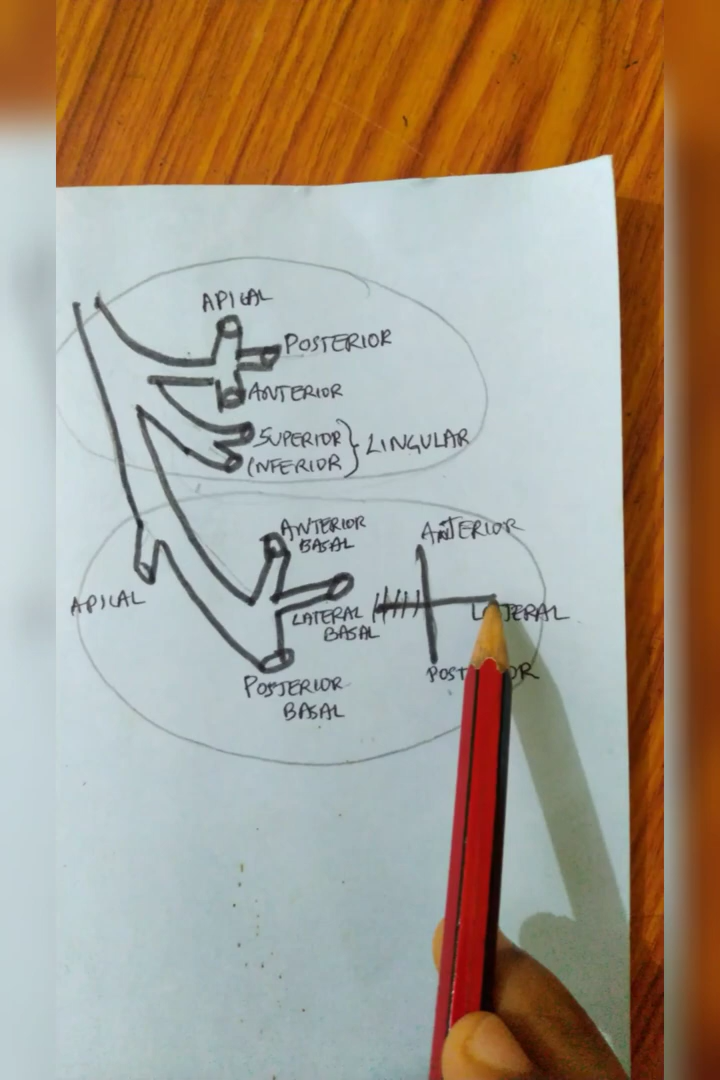 APICAL
POSTERIOR
ANTERIOR
SUPERIOR
INFERIOR
LINGULAR
ANTERIOR
BASAL
ANTERIOR
APICAL
LATERAL
BASAL
LATERAL
POSTERIOR
BASAL